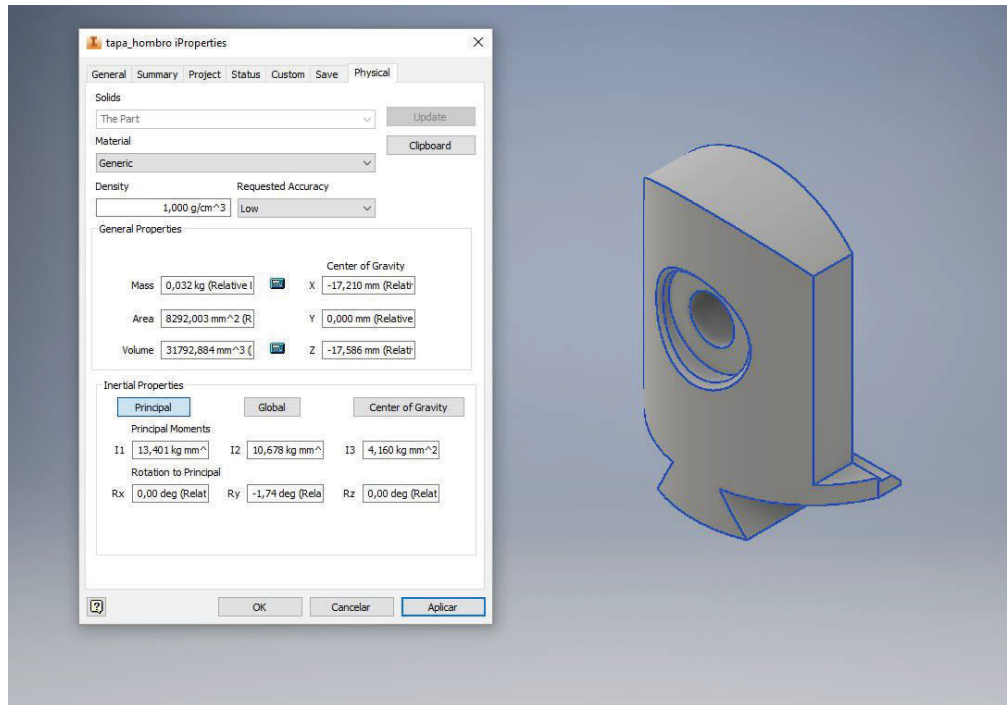 tapa_hombro iProperties
General Summary Project Status Custom Save Physical
Solids
The Part
Update
Material
Clipboard
Generic
Density
Requested Accuracy
1,000 g/cm^3
Low
General Properties
Center of Gravity
Mass 0,032 kg (Relative X -17,210 mm (Relati
Area 8292,003 mm^2 (R Y 0,000 mm (Relative
Volume 31792,884 mm^3 ( Z -17,586 mm (Relati
Inertial Properties
Principal Global Center of Gravity
Principal Moments
I1 13,401 kg mm^ I2 10,678 kg mm^ I3 4,160 kg mm^2
Rotation to Principal
Rx 0,00 deg (Relat Ry -1,74 deg (Rela Rz 0,00 deg (Relat
? OK Cancelar Aplicar